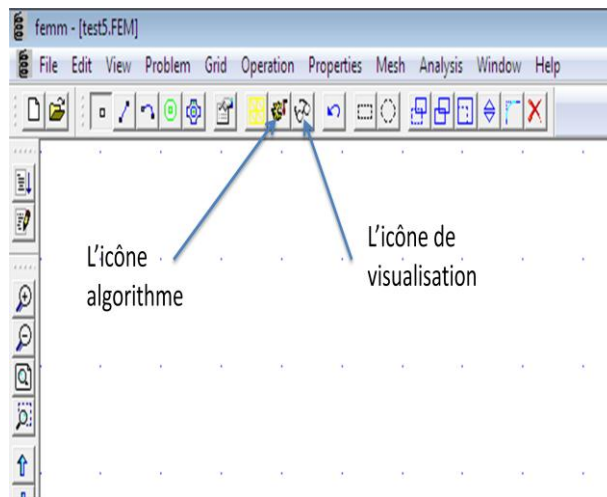 femm - [test5.FEM]
File Edit View Problem Grid Operation Properties Mesh Analysis Window Help
L'icône
algorithme
L'icône de
visualisation